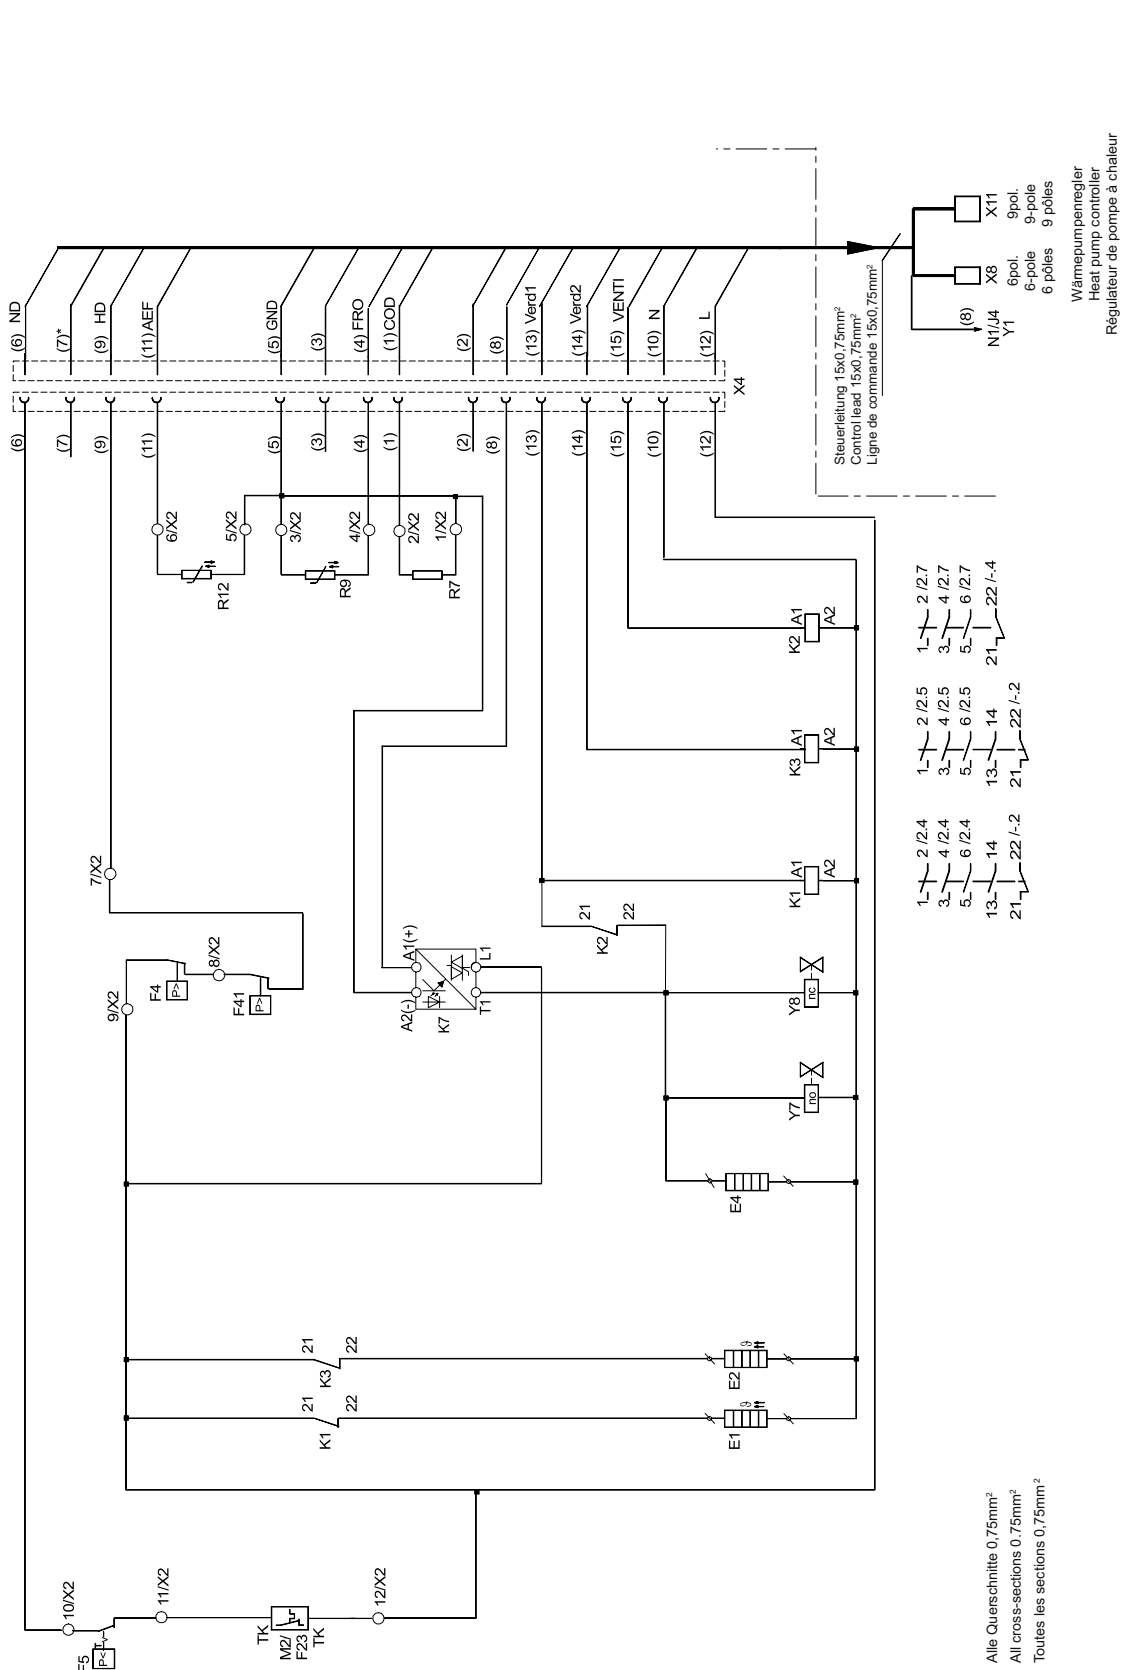 (6) ND
(7)*
(9) HD
(11) AEF
(5) GND
(3)
(4) FRO
(1) COD
(2)
(8)
(13) Verd1
(14) Verd2
(15) VENTI
(10) N
(12) L
X4
(6)
(7)
(9)
(11)
(5)
(3)
(4)
(1)
(2)
(8)
(13)
(14)
(15)
(10)
(12)
Steuerleitung 15x0,75mm²
Control lead 15x0,75mm²
Ligne de commande 15x0,75mm²
(8)
N1/J4
Y1
X8
6pol.
6-pole
6 pôles
X11
9pol.
9-pole
9 pôles
Wärmepumpenregler
Heat pump controller
Régulateur de pompe à chaleur
6/X2
5/X2
3/X2
4/X2
2/X2
1/X2
R12
R9
R7
K2
A1
A2
K3
A1
A2
K1
A1
A2
1 2 /2.7
3 4 /2.7
5 6 /2.7
21 22 /-.4
1 2 /2.5
3 4 /2.5
5 6 /2.5
13 14
21 22 /-.2
1 2 /2.4
3 4 /2.4
5 6 /2.4
13 14
21 22 /-.2
7/X2
9/X2
F4
P>
8/X2
F41
P>
A1(+)
A2(-)
K7
L1
T1
K2
21
22
Y8
nc
Y7
no
E4
K3
21
22
E2
ϑ
K1
21
22
E1
ϑ
10/X2
P<
11/X2
TK
M2/
F23
TK
12/X2
Alle Querschnitte 0,75mm²
All cross-sections 0.75mm²
Toutes les sections 0,75mm²